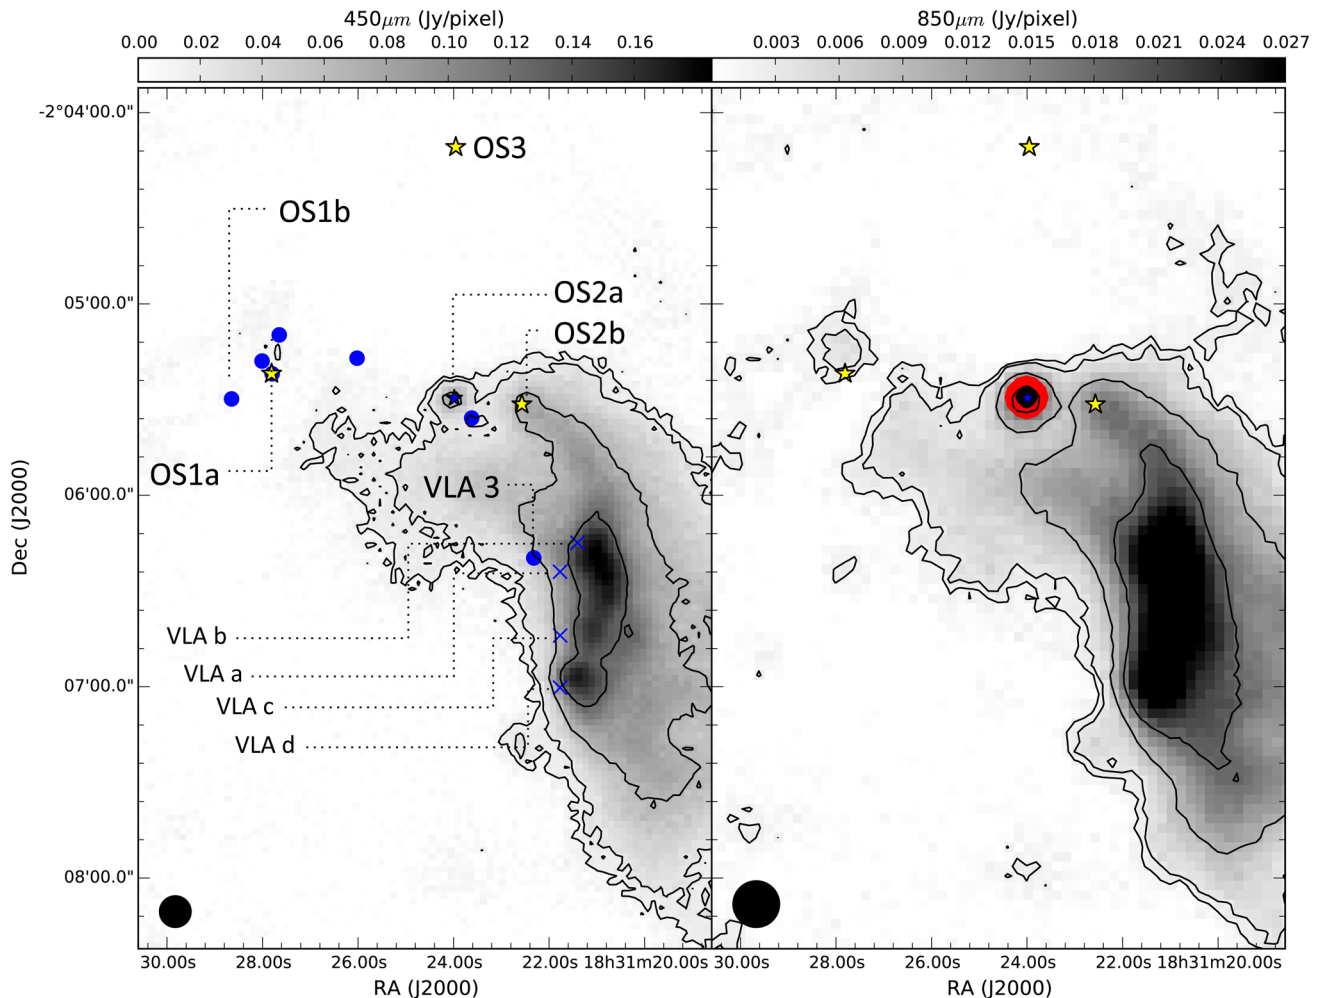 450μm (Jy/pixel)
850μm (Jy/pixel)
0.00 0.02 0.04 0.06 0.08 0.10 0.12 0.14 0.16
0.003 0.006 0.009 0.012 0.015 0.018 0.021 0.024 0.027
-2°04'00.0"
OS3
OS1b
OS2a
05'00.0"
OS2b
OS1a
VLA 3
06'00.0"
VLA b
VLA a
07'00.0"
VLA c
VLA d
08'00.0"
Dec (J2000)
30.00s 28.00s 26.00s 24.00s 22.00s 18h31m20.00s
30.00s 28.00s 26.00s 24.00s 22.00s 18h31m20.00s
RA (J2000)
RA (J2000)